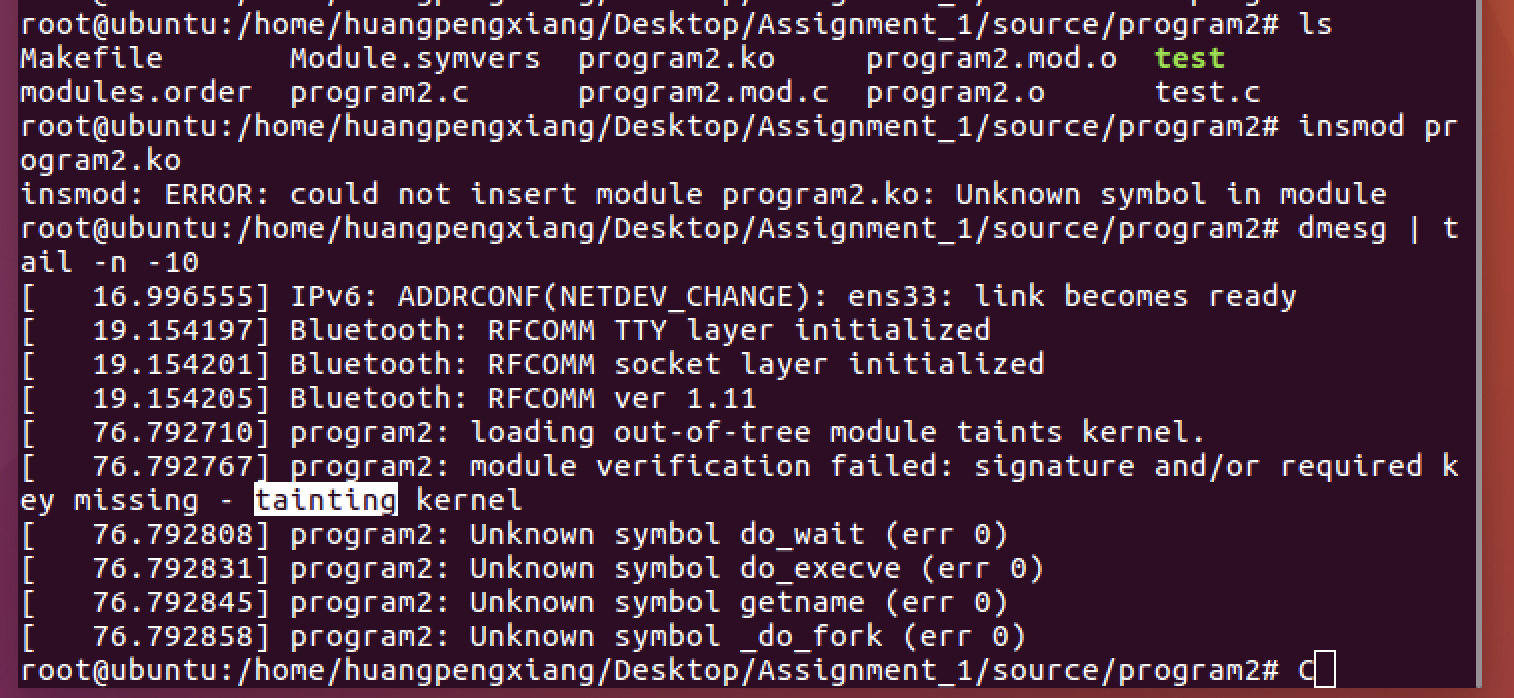 root@ubuntu:/home/huangpengxiang/Desktop/Assignment_1/source/program2# ls
Makefile       Module.symvers  program2.ko     program2.mod.o  test
modules.order  program2.c      program2.mod.c  program2.o      test.c
root@ubuntu:/home/huangpengxiang/Desktop/Assignment_1/source/program2# insmod pr
ogram2.ko
insmod: ERROR: could not insert module program2.ko: Unknown symbol in module
root@ubuntu:/home/huangpengxiang/Desktop/Assignment_1/source/program2# dmesg | t
ail -n -10
[   16.996555] IPv6: ADDRCONF(NETDEV_CHANGE): ens33: link becomes ready
[   19.154197] Bluetooth: RFCOMM TTY layer initialized
[   19.154201] Bluetooth: RFCOMM socket layer initialized
[   19.154205] Bluetooth: RFCOMM ver 1.11
[   76.792710] program2: loading out-of-tree module taints kernel.
[   76.792767] program2: module verification failed: signature and/or required k
ey missing - tainting kernel
[   76.792808] program2: Unknown symbol do_wait (err 0)
[   76.792831] program2: Unknown symbol do_execve (err 0)
[   76.792845] program2: Unknown symbol getname (err 0)
[   76.792858] program2: Unknown symbol _do_fork (err 0)
root@ubuntu:/home/huangpengxiang/Desktop/Assignment_1/source/program2# C